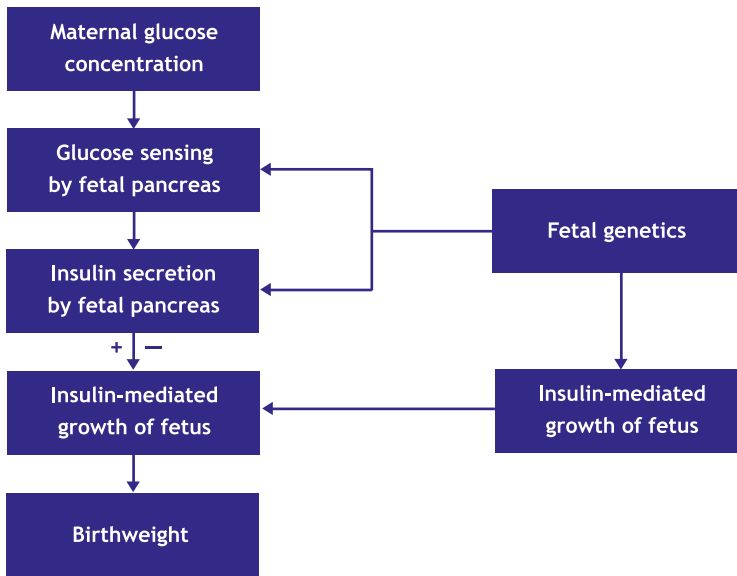 Maternal glucose
concentration
Glucose sensing
by fetal pancreas
Fetal genetics
Insulin secretion
by fetal pancreas
+ −
Insulin-mediated
growth of fetus
Insulin-mediated
growth of fetus
Birthweight